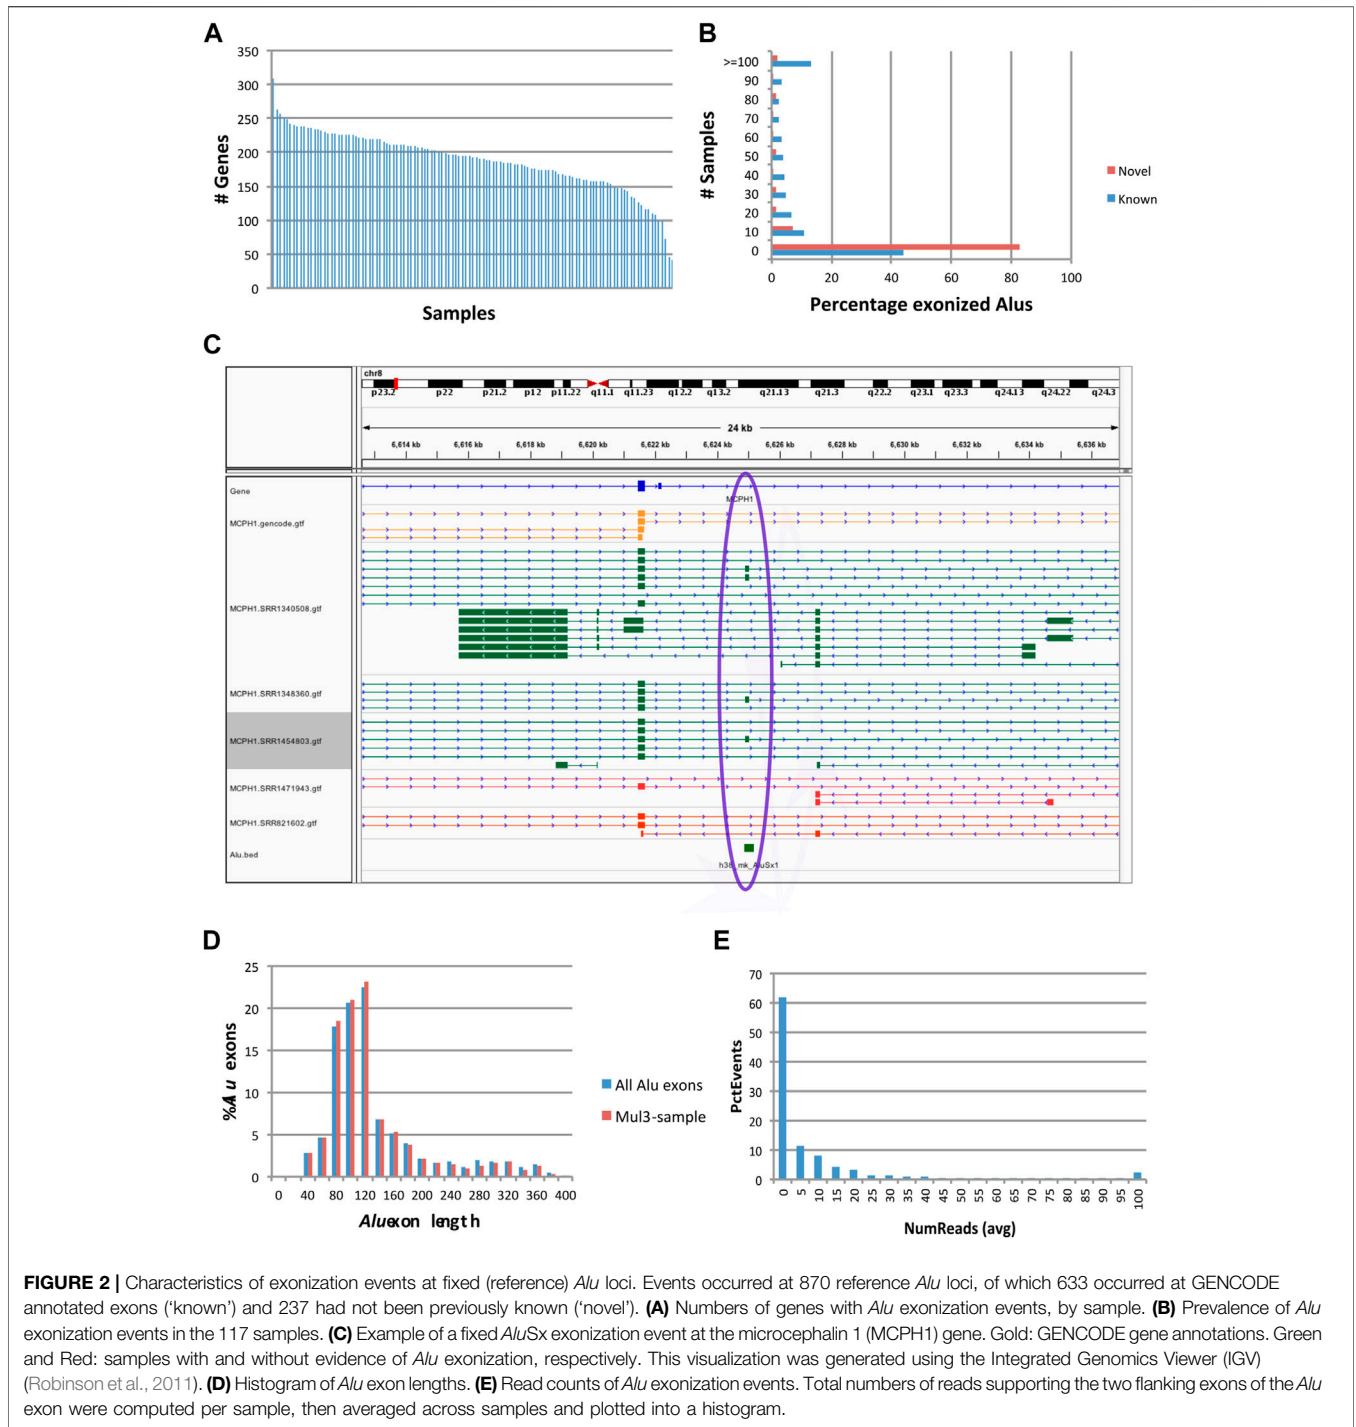 A
350
300
250
200
150
100
50
0
# Genes
Samples
B
>=100
90
80
70
60
50
40
30
20
10
0
# Samples
0 20 40 60 80 100
Percentage exonized Alus
Novel
Known
C
chr8
p23.2 p22 p21.2 p12 p11.22 q11.1 q11.23 q12.2 q13.2 q21.13 q21.3 q22.2 q23.1 q23.3 q24.13 q24.22 q24.3
24 kb
6,614 kb 6,616 kb 6,618 kb 6,620 kb 6,622 kb 6,624 kb 6,626 kb 6,628 kb 6,630 kb 6,632 kb 6,634 kb 6,636 kb
Gene
MCPH1
MCPH1.gencode.gtf
MCPH1.SRR1340508.gtf
MCPH1.SRR1348360.gtf
MCPH1.SRR1454803.gtf
MCPH1.SRR1471943.gtf
MCPH1.SRR821602.gtf
Alu.bed
h38_mk_AluSx1
D
25
20
15
10
5
0
%Alu exons
0 40 80 120 160 200 240 280 320 360 400
Alu exon length
All Alu exons
Mul3-sample
E
70
60
50
40
30
20
10
0
PctEvents
0 5 10 15 20 25 30 35 40 45 50 55 60 65 70 75 80 85 90 95 100
NumReads (avg)
FIGURE 2 | Characteristics of exonization events at fixed (reference) Alu loci. Events occurred at 870 reference Alu loci, of which 633 occurred at GENCODE
annotated exons (‘known’) and 237 had not been previously known (‘novel’). (A) Numbers of genes with Alu exonization events, by sample. (B) Prevalence of Alu
exonization events in the 117 samples. (C) Example of a fixed AluSx exonization event at the microcephalin 1 (MCPH1) gene. Gold: GENCODE gene annotations. Green
and Red: samples with and without evidence of Alu exonization, respectively. This visualization was generated using the Integrated Genomics Viewer (IGV)
(Robinson et al., 2011). (D) Histogram of Alu exon lengths. (E) Read counts of Alu exonization events. Total numbers of reads supporting the two flanking exons of the Alu
exon were computed per sample, then averaged across samples and plotted into a histogram.